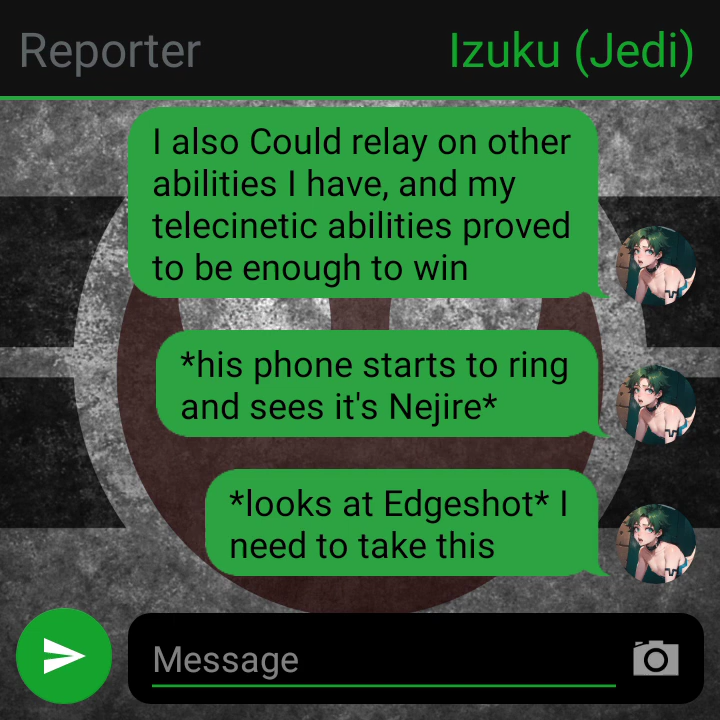 Reporter
Izuku (Jedi)
I also Could relay on other
abilities I have, and my
telecinetic abilities proved
to be enough to win
*his phone starts to ring
and sees it's Nejire*
*looks at Edgeshot* I
need to take this
Message